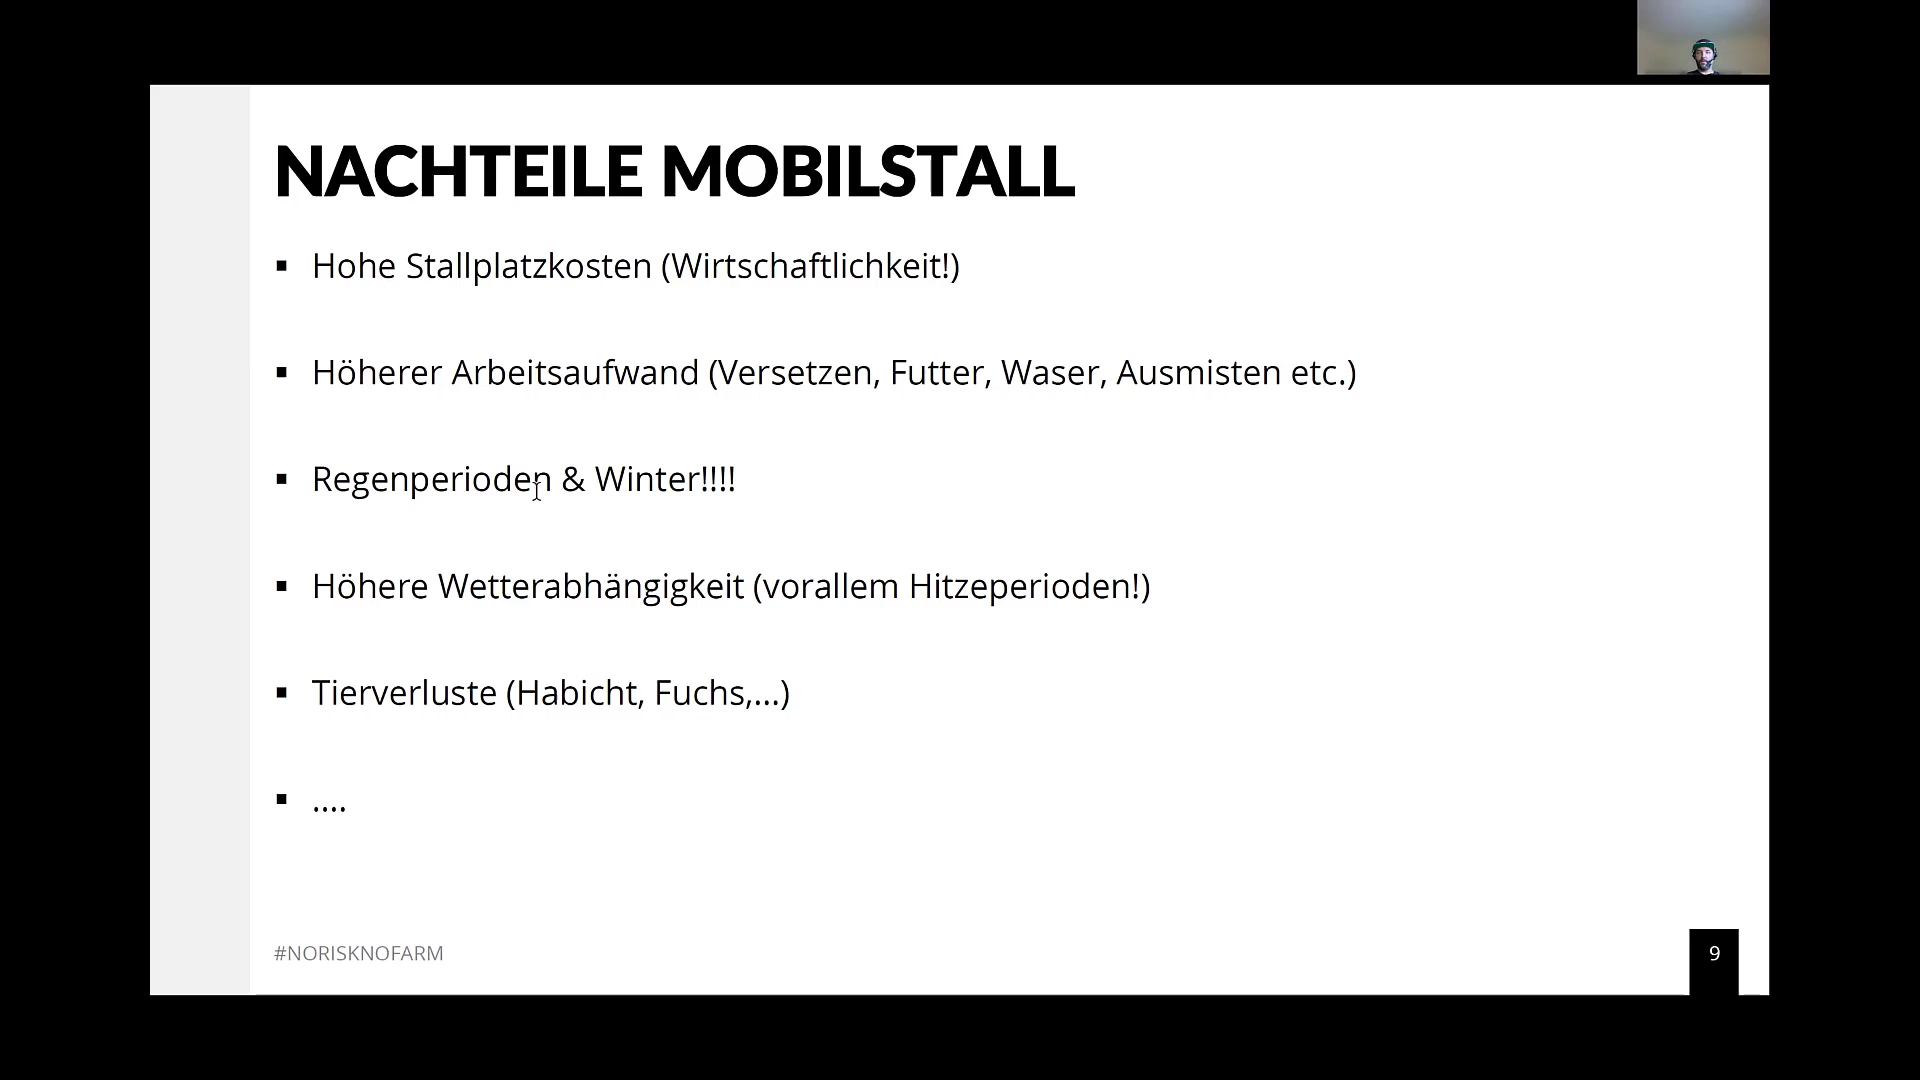 NACHTEILE MOBILSTALL
▪ Hohe Stallplatzkosten (Wirtschaftlichkeit!)
▪ Höherer Arbeitsaufwand (Versetzen, Futter, Waser, Ausmisten etc.)
▪ Regenperioden & Winter!!!!
▪ Höhere Wetterabhängigkeit (vorallem Hitzeperioden!)
▪ Tierverluste (Habicht, Fuchs,...)
▪ ....
#NORISKNOFARM
9